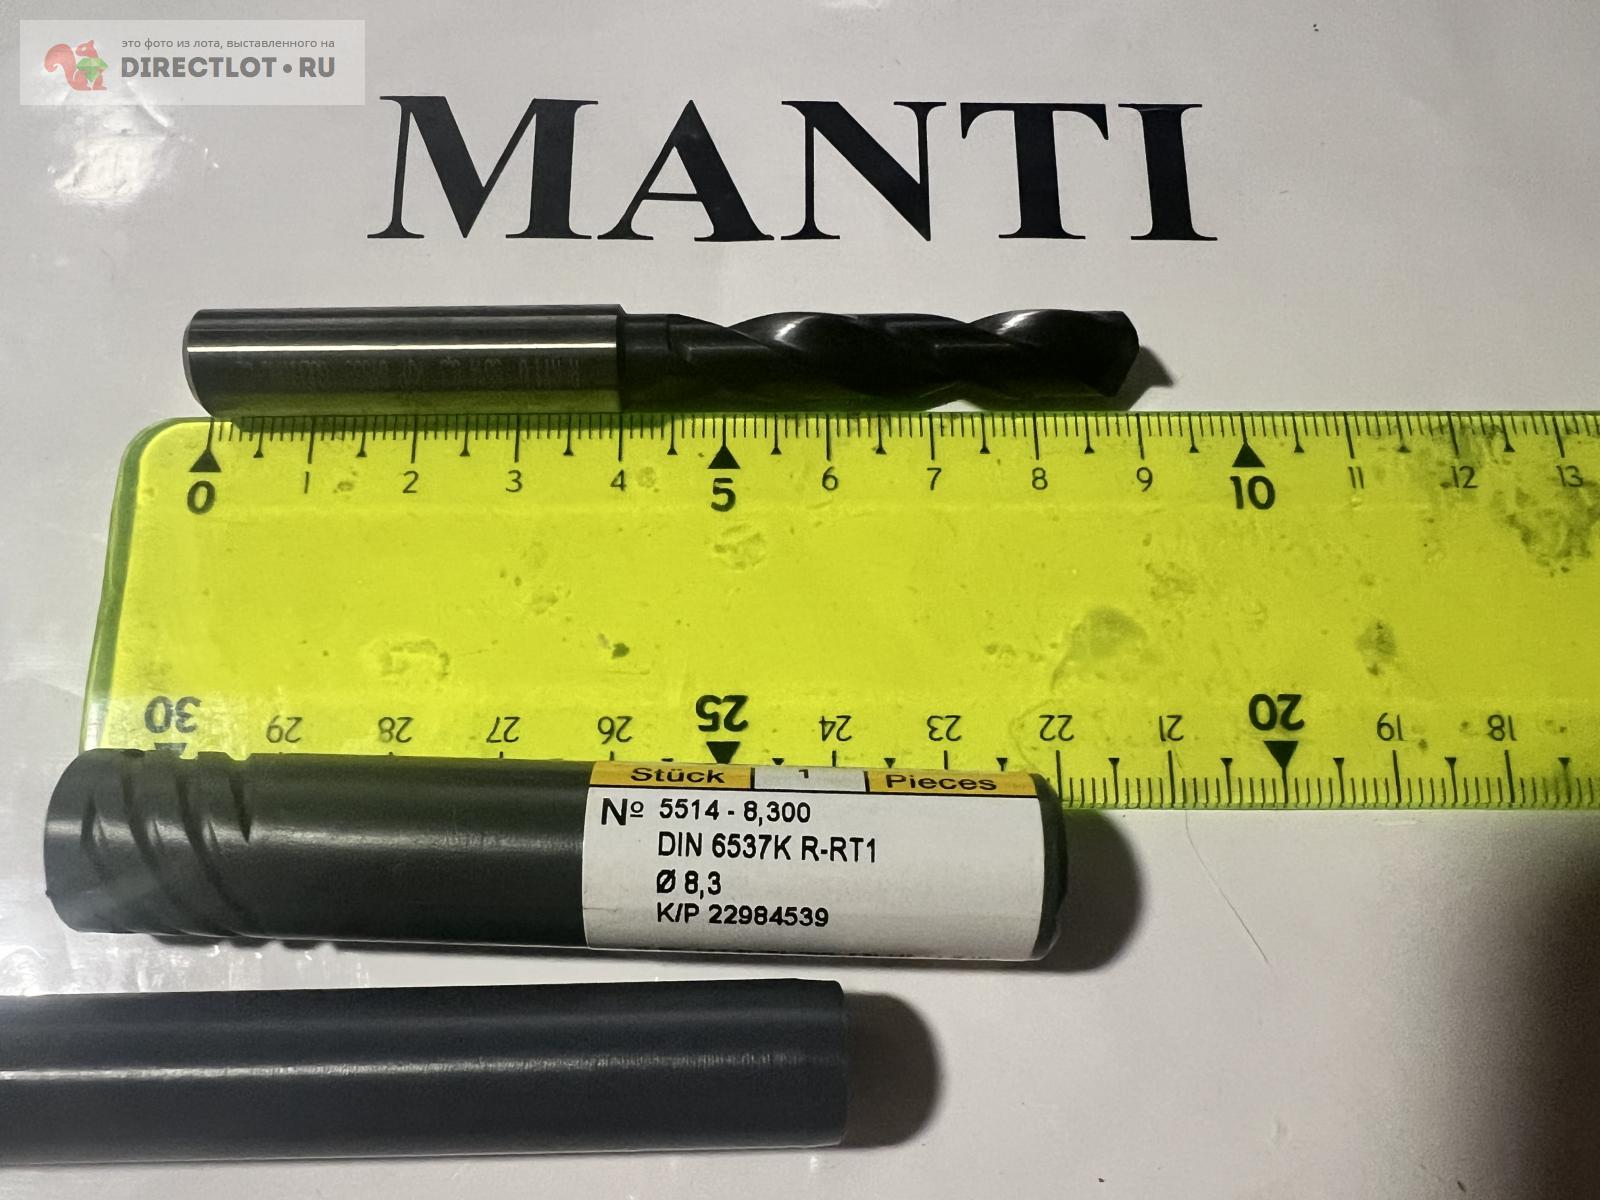 это фото из лота, выставленного на
DIRECTLOT•RU
MANTI
0 1 2 3 4 5 6 7 8 9 10 11 12 13
30 29 28 27 26 25 24 23 22 21 20 19 18
Stück 1 Pieces
Nº 5514 - 8,300
DIN 6537K R-RT1
Ø 8,3
K/P 22984539